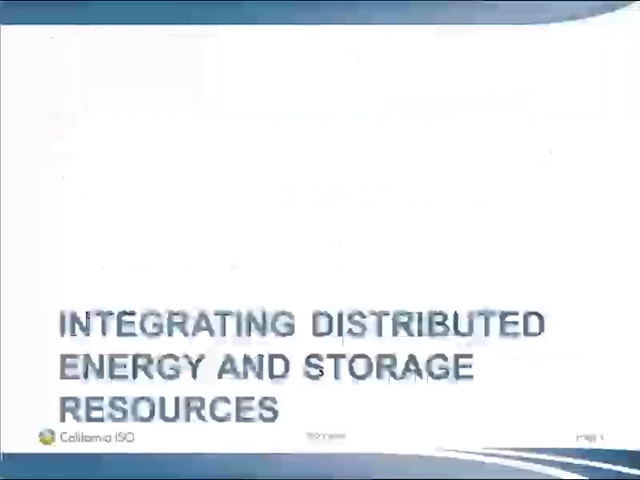 INTEGRATING DISTRIBUTED
ENERGY AND STORAGE
RESOURCES
California ISO